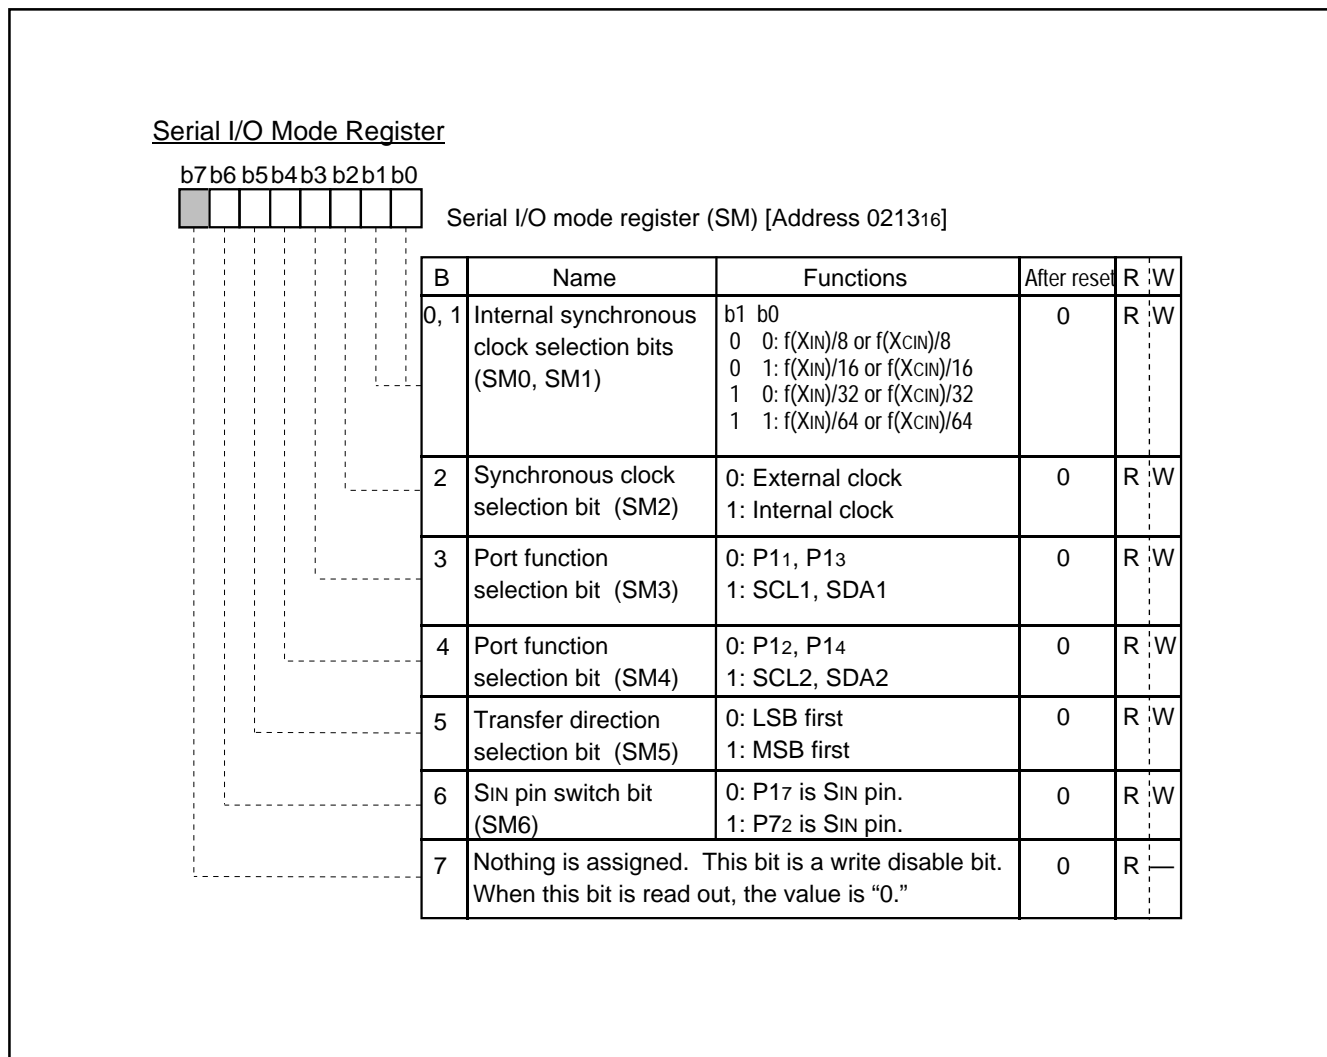 Serial I/O Mode Register
b7 b6 b5 b4 b3 b2 b1 b0
Serial I/O mode register (SM) [Address 021316]
B Name Functions After reset R W
0, 1 Internal synchronous clock selection bits (SM0, SM1)
b1 b0
0 0: f(XIN)/8 or f(XCIN)/8
0 1: f(XIN)/16 or f(XCIN)/16
1 0: f(XIN)/32 or f(XCIN)/32
1 1: f(XIN)/64 or f(XCIN)/64
0 R W
2 Synchronous clock
selection bit (SM2)
0: External clock
1: Internal clock
0 R W
3 Port function
selection bit (SM3)
0: P11, P13
1: SCL1, SDA1
0 R W
4 Port function
selection bit (SM4)
0: P12, P14
1: SCL2, SDA2
0 R W
5 Transfer direction
selection bit (SM5)
0: LSB first
1: MSB first
0 R W
6 SIN pin switch bit
(SM6)
0: P17 is SIN pin.
1: P72 is SIN pin.
0 R W
7 Nothing is assigned. This bit is a write disable bit.
When this bit is read out, the value is “0.”
0 R —